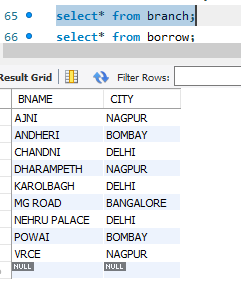 65 select* from branch;
66 select* from borrow;
Result Grid Filter Rows:
BNAME CITY
AJNI NAGPUR
ANDHERI BOMBAY
CHANDNI DELHI
DHARAMPETH NAGPUR
KAROLBAGH DELHI
MG ROAD BANGALORE
NEHRU PALACE DELHI
POWAI BOMBAY
VRCE NAGPUR
NULL NULL